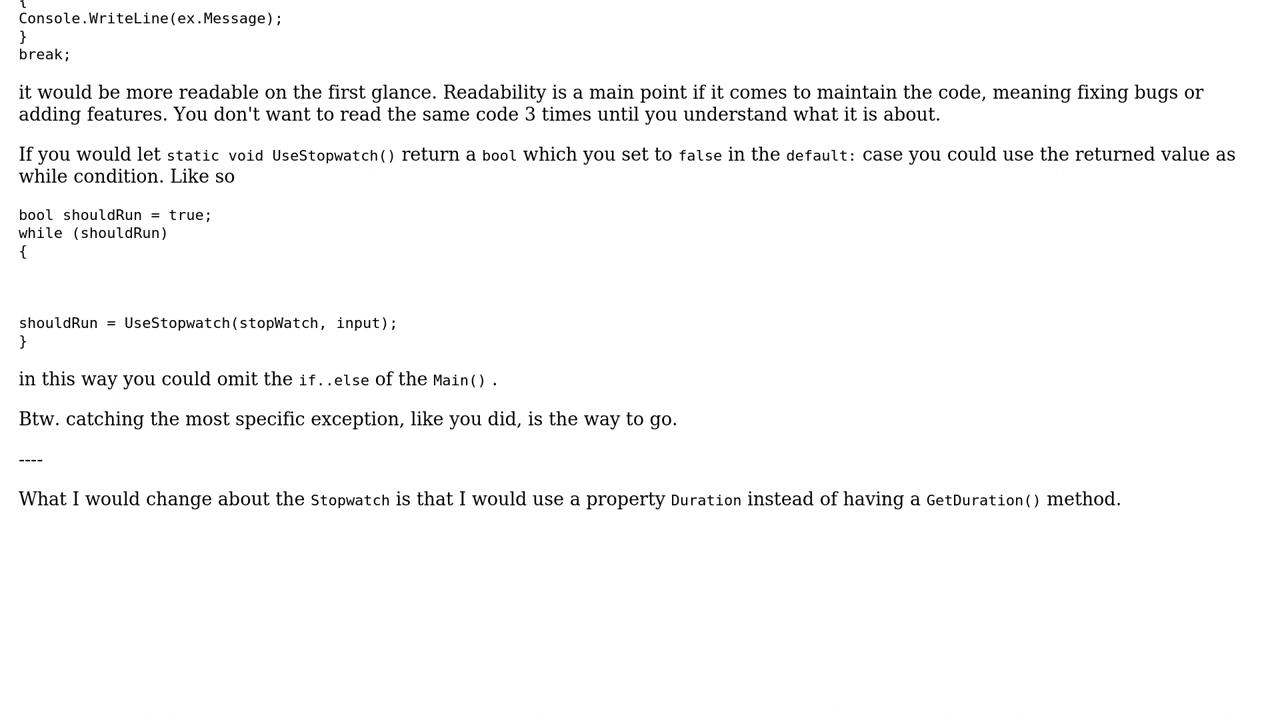 {
Console.WriteLine(ex.Message);
}
break;
it would be more readable on the first glance. Readability is a main point if it comes to maintain the code, meaning fixing bugs or
adding features. You don't want to read the same code 3 times until you understand what it is about.
If you would let static void UseStopwatch() return a bool which you set to false in the default: case you could use the returned value as
while condition. Like so
bool shouldRun = true;
while (shouldRun)
{
shouldRun = UseStopwatch(stopWatch, input);
}
in this way you could omit the if..else of the Main() .
Btw. catching the most specific exception, like you did, is the way to go.
----
What I would change about the Stopwatch is that I would use a property Duration instead of having a GetDuration() method.